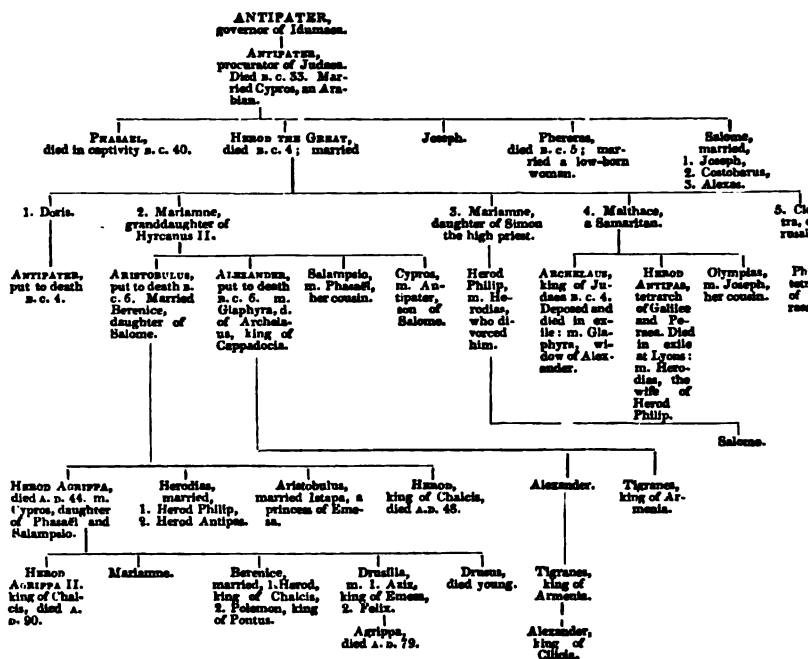 ANTIPATER,
governor of Idumaea.
ANTIPATER,
procurator of Judaea.
Died B. C. 33. Mar-
ried Cypros, an Ara-
bian.
PHASAEL,
died in captivity B. C. 40.
HEROD THE GREAT,
died B. C. 4; married
Joseph.
Pheroras,
died B. C. 5; mar-
ried a low-born
woman.
Salome,
married,
1. Joseph,
2. Costobarus,
3. Alexas.
1. Doris.
2. Mariamne,
granddaughter of
Hyrcanus II.
3. Mariamne,
daughter of Simon
the high priest.
4. Malthace,
a Samaritan.
5. Cle
tra, 
rusal
ANTIPATER,
put to death
B. C. 4.
ARISTOBULUS,
put to death
B. C. 6. Married
Berenice,
daughter of
Salome.
ALEXANDER,
put to death
B. C. 6. m.
Glaphyra, d.
of Archela-
us, king of
Cappadocia.
Salampsio,
m. Phasaël,
her cousin.
Cypros,
m. An-
tipater,
son of
Salome.
Herod
Philip,
m. He-
rodias,
who di-
vorced
him.
ARCHELAUS,
king of Ju-
daea B. C. 4.
Deposed and
died in ex-
ile: m. Gla-
phyra, wi-
dow of Alex-
ander.
HEROD
ANTIPAS,
tetrarch
of Galilee
and Pe-
raea. Died
in exile
at Lyons:
m. Hero-
dias, the
wife of
Herod
Philip.
Olympias,
m. Joseph,
her cousin.
Ph
tetr
of
raea
Salome.
HEROD AGRIPPA,
died A. D. 44. m.
Cypros, daughter
of Phasaël and
Salampsio.
Herodias,
married,
1. Herod Philip,
2. Herod Antipas.
Aristobulus,
married Iotapa, a
princess of Eme-
sa.
HEROD,
king of Chalcis,
died A.D. 48.
Alexander.
Tigranes,
king of Ar-
menia.
HEROD
AGRIPPA II.
king of Chal-
cis, died A.
D. 90.
Mariamne.
Berenice,
married, 1. Herod,
king of Chalcis,
2. Polemon, king
of Pontus.
Drusilla,
m. 1. Aziz,
king of Emesa,
2. Felix.
Drusus,
died young.
Tigranes,
king of
Armenia.
Agrippa,
died A. D. 79.
Alexander,
king of
Cilicia.